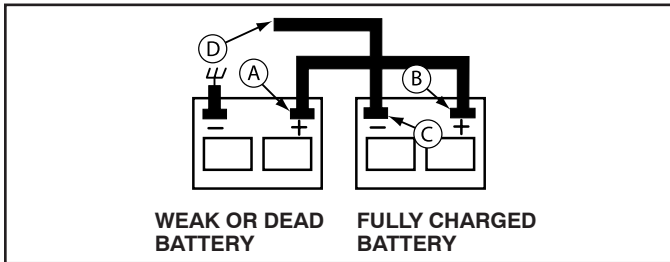 D
A
B
– +
– C +
WEAK OR DEAD
BATTERY
FULLY CHARGED
BATTERY